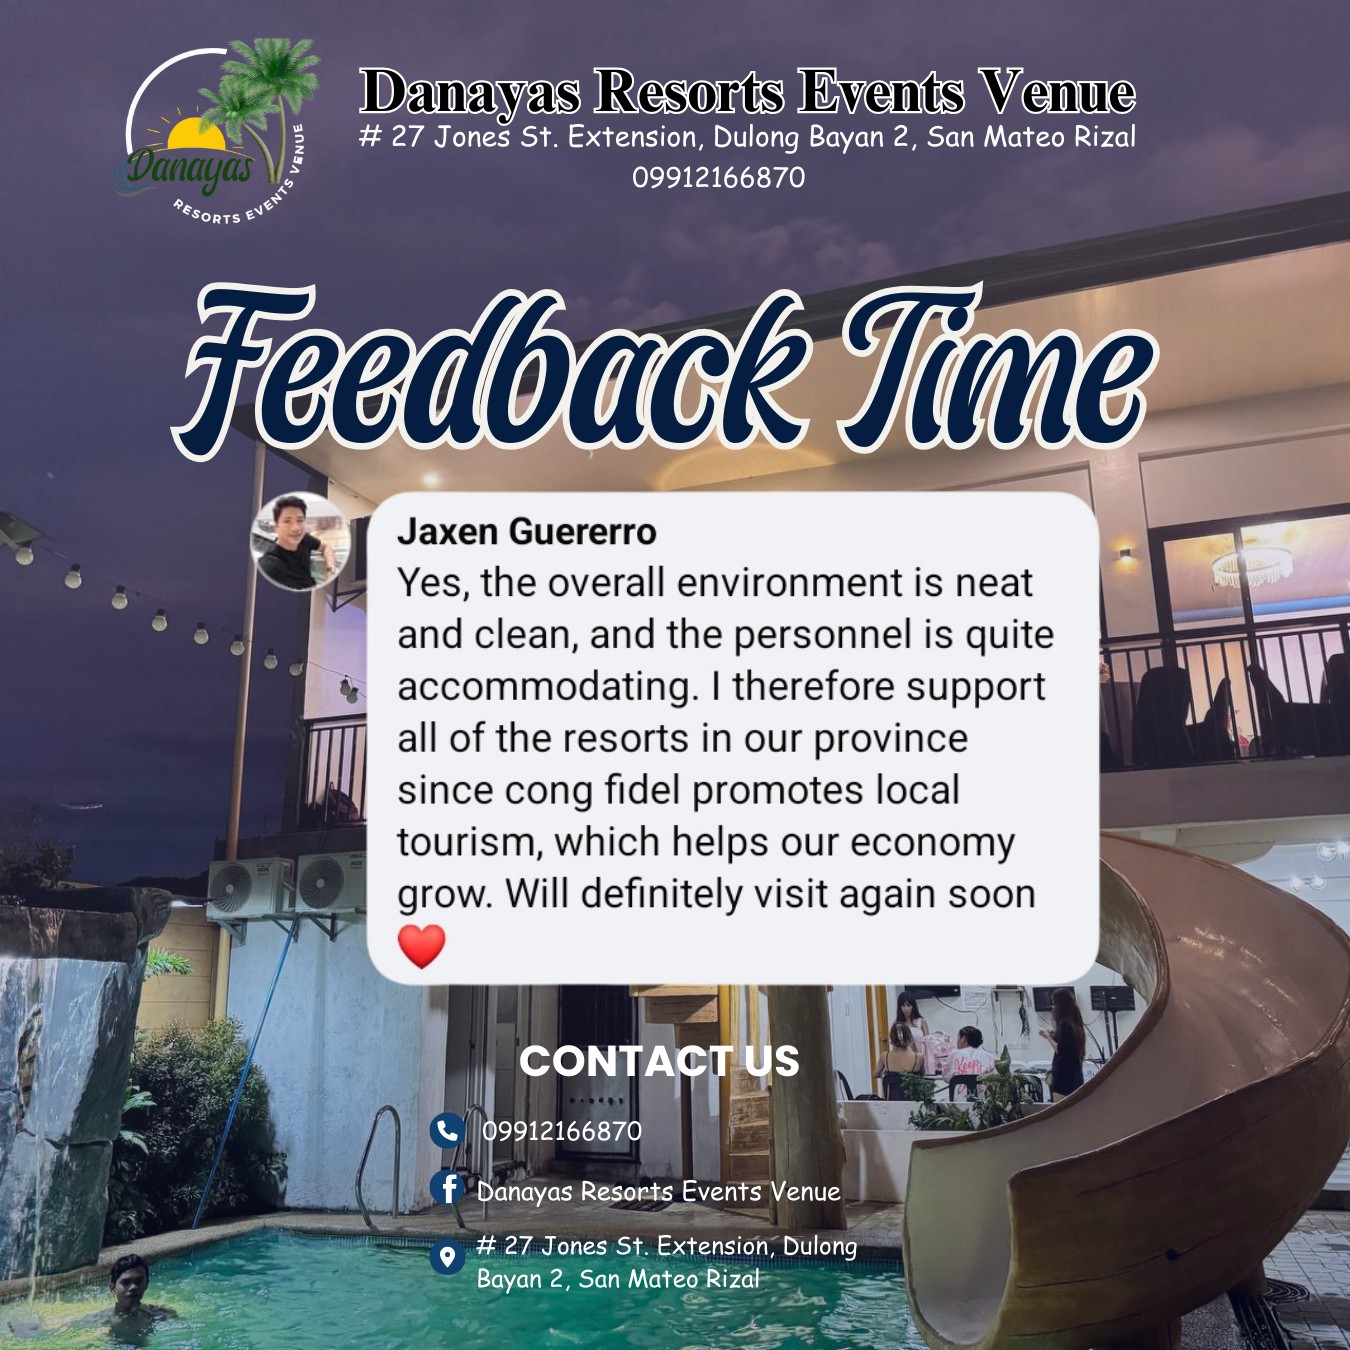 Danayas
RESORTS EVENTS VENUE
Danayas Resorts Events Venue
# 27 Jones St. Extension, Dulong Bayan 2, San Mateo Rizal
09912166870
Feedback Time
Jaxen Guererro
Yes, the overall environment is neat
and clean, and the personnel is quite
accommodating. I therefore support
all of the resorts in our province
since cong fidel promotes local
tourism, which helps our economy
grow. Will definitely visit again soon
❤️
CONTACT US
09912166870
Danayas Resorts Events Venue
# 27 Jones St. Extension, Dulong
Bayan 2, San Mateo Rizal